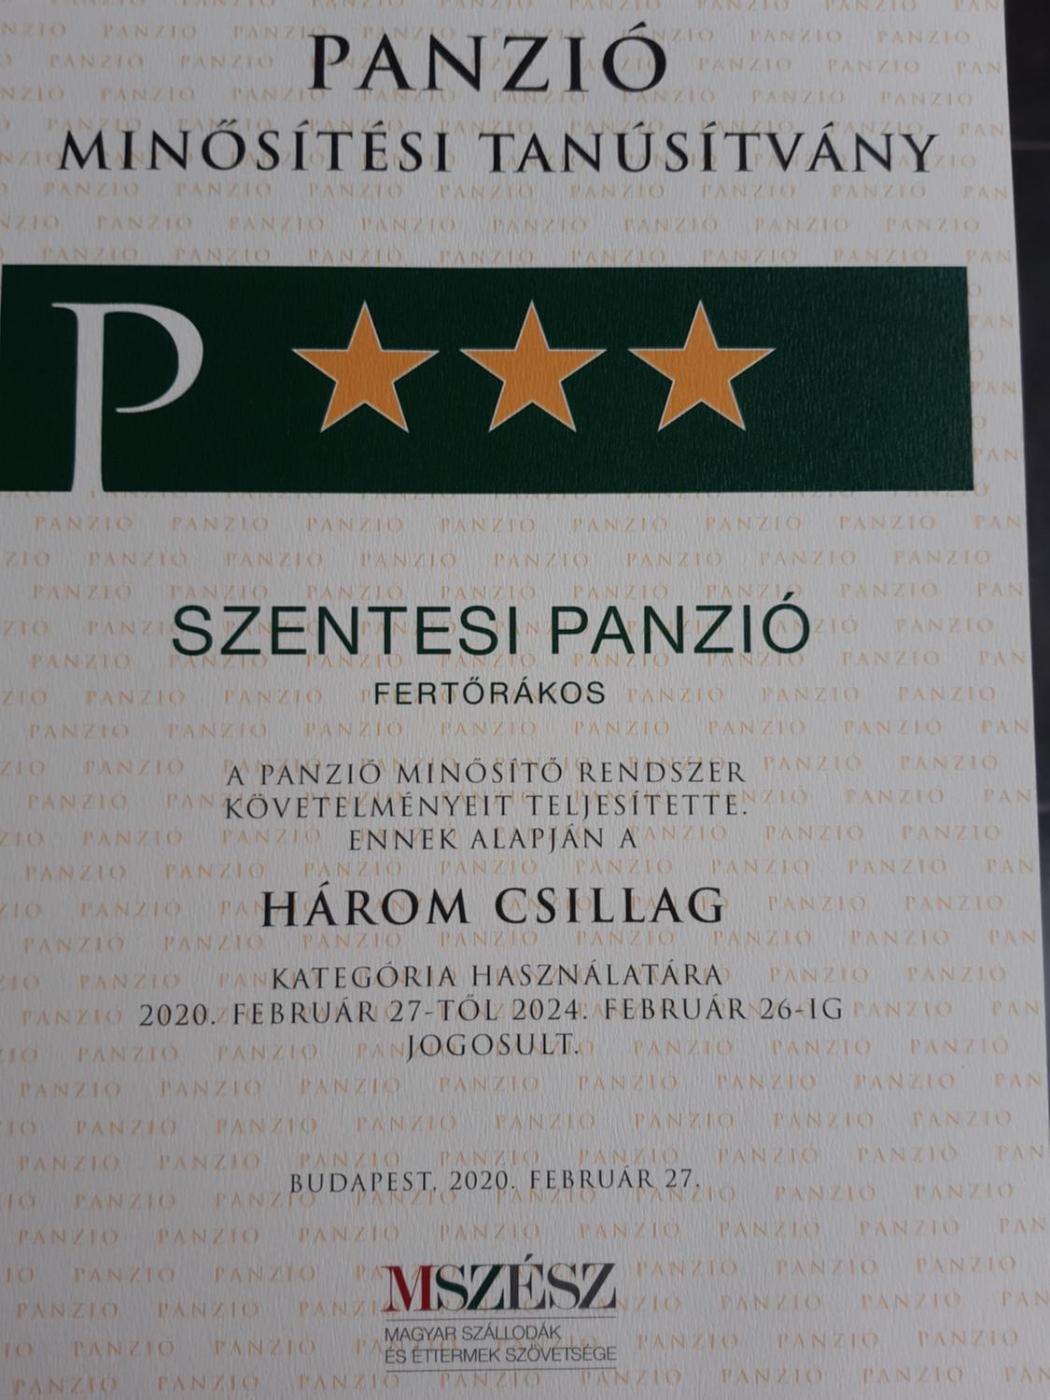 PANZIÓ
MINŐSÍTÉSI TANÚSÍTVÁNY
P
SZENTESI PANZIÓ
FERTŐRÁKOS
A PANZIÓ MINŐSÍTŐ RENDSZER
KÖVETELMÉNYEIT TELJESÍTETTE.
ENNEK ALAPJÁN A
HÁROM CSILLAG
KATEGÓRIA HASZNÁLATÁRA
2020. FEBRUÁR 27-TŐL 2024. FEBRUÁR 26-IG
JOGOSULT.
BUDAPEST, 2020. FEBRUÁR 27.
MSZÉSZ
MAGYAR SZÁLLODÁK
ÉS ÉTTERMEK SZÖVETSÉGE